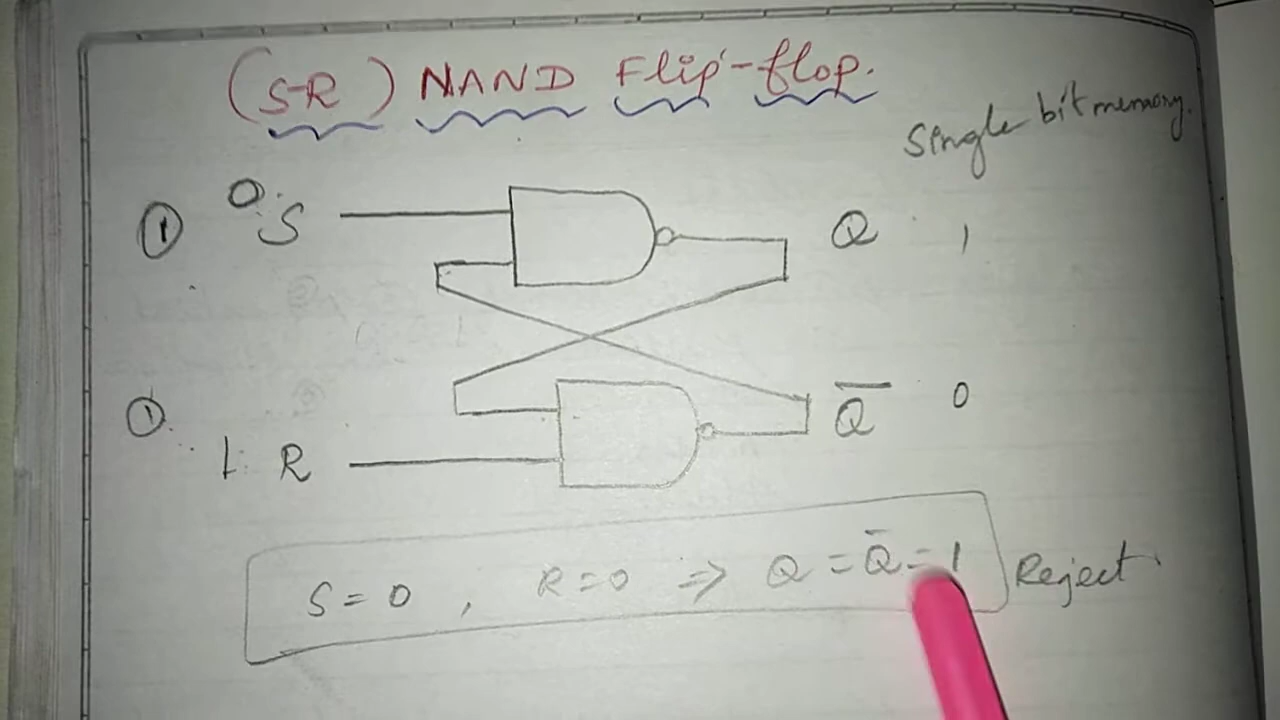 (S-R) NAND Flip-flop.
Single bit memory.
① 0 S Q 1
① 1 R Q̅ 0
S = 0 , R = 0 ⇒ Q = Q̅ = 1 Reject